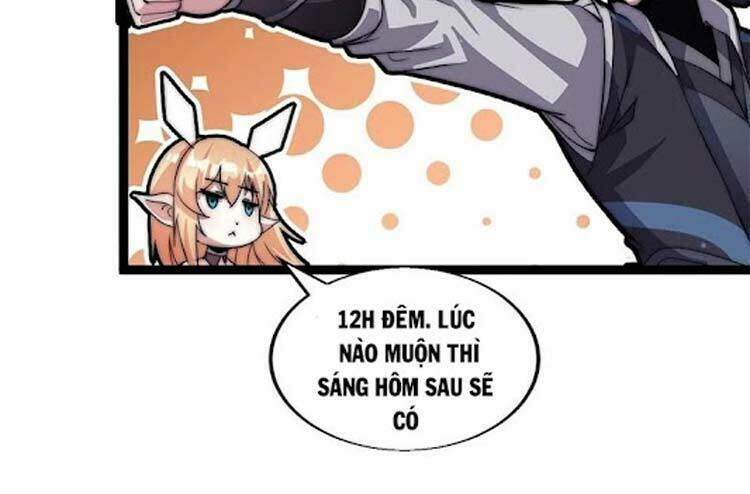 12H ĐÊM. LÚC
NÀO MUỘN THÌ
SÁNG HÔM SAU SẼ
CÓ